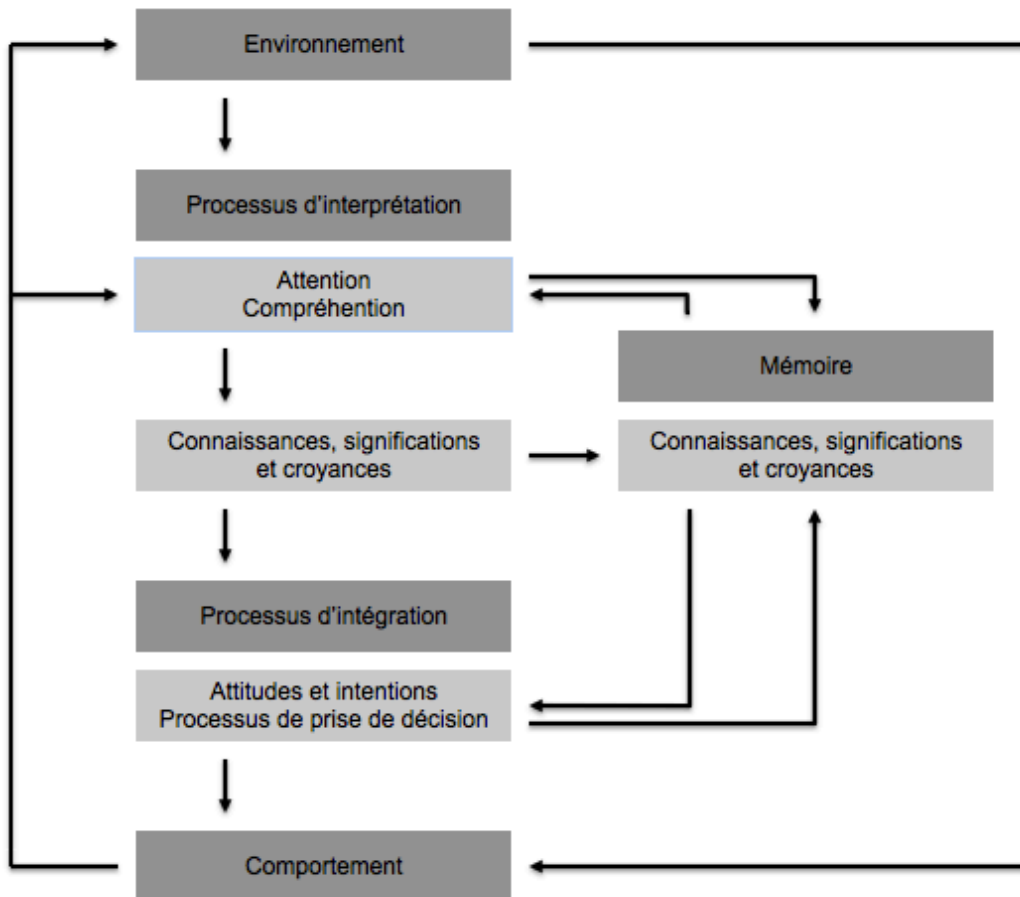 Environnement
Processus d'interprétation
Attention
Compréhention
Mémoire
Connaissances, significations
et croyances
Connaissances, significations
et croyances
Processus d'intégration
Attitudes et intentions
Processus de prise de décision
Comportement